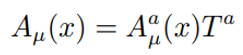 $A_\mu(x) = A_\mu^a(x)T^a$